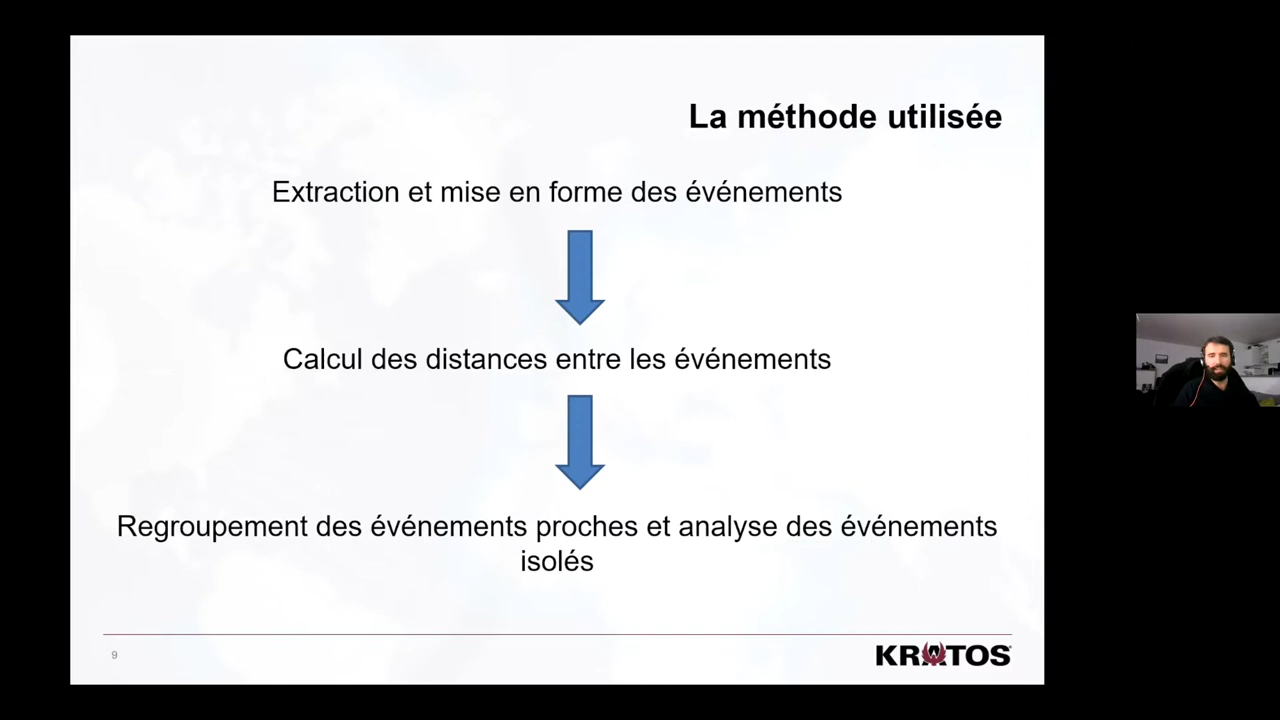 La méthode utilisée
Extraction et mise en forme des événements
Calcul des distances entre les événements
Regroupement des événements proches et analyse des événements
isolés
9
KRATOS